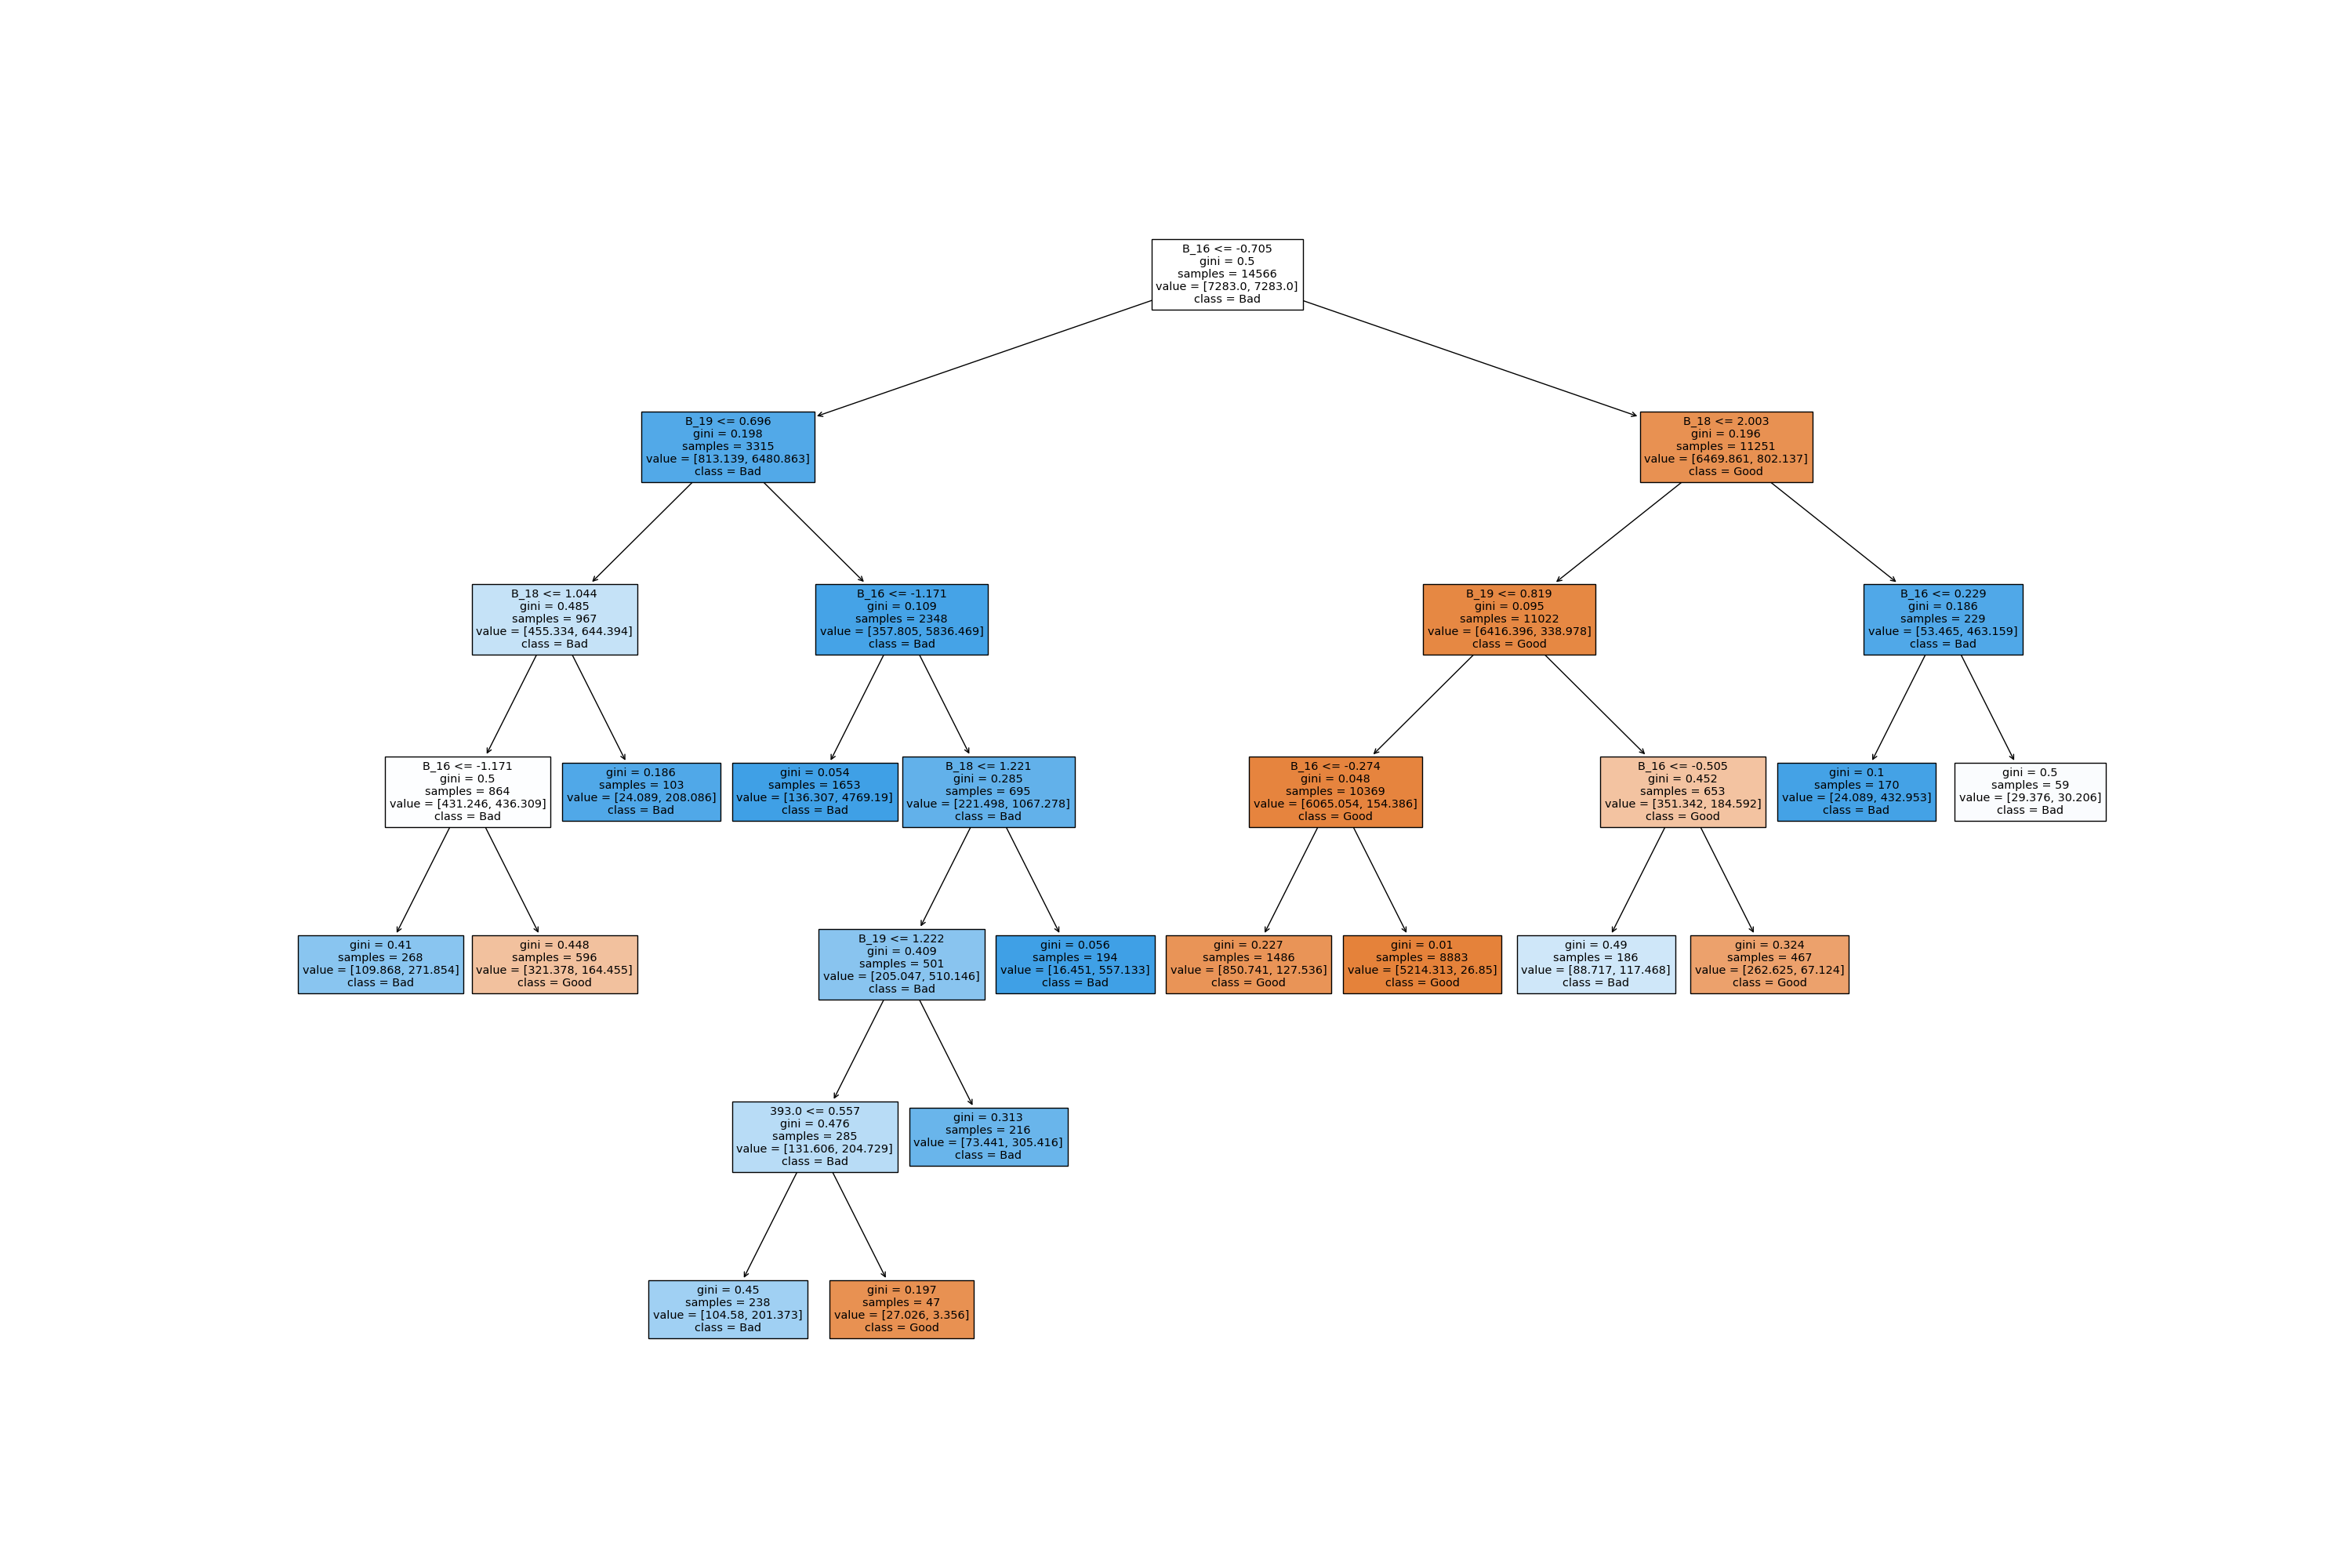 B_16 <= -0.705
gini = 0.5
samples = 14566
value = [7283.0, 7283.0]
class = Bad
B_19 <= 0.696
gini = 0.198
samples = 3315
value = [813.139, 6480.863]
class = Bad
B_18 <= 2.003
gini = 0.196
samples = 11251
value = [6469.861, 802.137]
class = Good
B_18 <= 1.044
gini = 0.485
samples = 967
value = [455.334, 644.394]
class = Bad
B_16 <= -1.171
gini = 0.109
samples = 2348
value = [357.805, 5836.469]
class = Bad
B_19 <= 0.819
gini = 0.095
samples = 11022
value = [6416.396, 338.978]
class = Good
B_16 <= 0.229
gini = 0.186
samples = 229
value = [53.465, 463.159]
class = Bad
B_16 <= -1.171
gini = 0.5
samples = 864
value = [431.246, 436.309]
class = Bad
gini = 0.186
samples = 103
value = [24.089, 208.086]
class = Bad
gini = 0.054
samples = 1653
value = [136.307, 4769.19]
class = Bad
B_18 <= 1.221
gini = 0.285
samples = 695
value = [221.498, 1067.278]
class = Bad
B_16 <= -0.274
gini = 0.048
samples = 10369
value = [6065.054, 154.386]
class = Good
B_16 <= -0.505
gini = 0.452
samples = 653
value = [351.342, 184.592]
class = Good
gini = 0.1
samples = 170
value = [24.089, 432.953]
class = Bad
gini = 0.5
samples = 59
value = [29.376, 30.206]
class = Bad
gini = 0.41
samples = 268
value = [109.868, 271.854]
class = Bad
gini = 0.448
samples = 596
value = [321.378, 164.455]
class = Good
B_19 <= 1.222
gini = 0.409
samples = 501
value = [205.047, 510.146]
class = Bad
gini = 0.056
samples = 194
value = [16.451, 557.133]
class = Bad
gini = 0.227
samples = 1486
value = [850.741, 127.536]
class = Good
gini = 0.01
samples = 8883
value = [5214.313, 26.85]
class = Good
gini = 0.49
samples = 186
value = [88.717, 117.468]
class = Bad
gini = 0.324
samples = 467
value = [262.625, 67.124]
class = Good
393.0 <= 0.557
gini = 0.476
samples = 285
value = [131.606, 204.729]
class = Bad
gini = 0.313
samples = 216
value = [73.441, 305.416]
class = Bad
gini = 0.45
samples = 238
value = [104.58, 201.373]
class = Bad
gini = 0.197
samples = 47
value = [27.026, 3.356]
class = Good